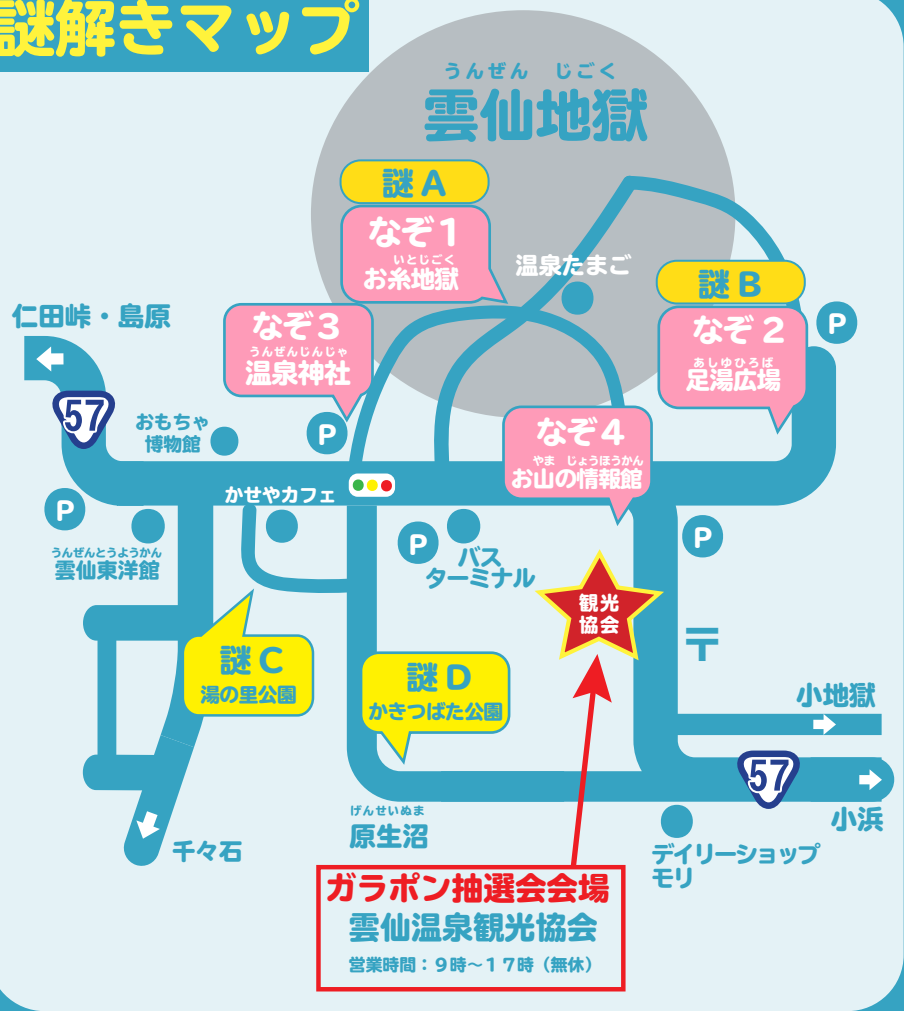 謎解きマップ
うんぜん じごく
雲仙地獄
謎A
なぞ1
いとじごく
お糸地獄
温泉たまご
謎B
なぞ2
あしゆひろば
足湯広場
P
仁田峠・島原
57
なぞ3
うんぜんじんじゃ
温泉神社
おもちゃ
博物館
P
なぞ4
やま じょうほうかん
お山の情報館
かせやカフェ
P
うんぜんとうようかん
雲仙東洋館
P
バス
ターミナル
P
観光
協会
〒
謎C
湯の里公園
謎D
かきつばた公園
小地獄
57
小浜
げんせいぬま
原生沼
千々石
デイリーショップ
モリ
ガラポン抽選会会場
雲仙温泉観光協会
営業時間：９時～１７時（無休）